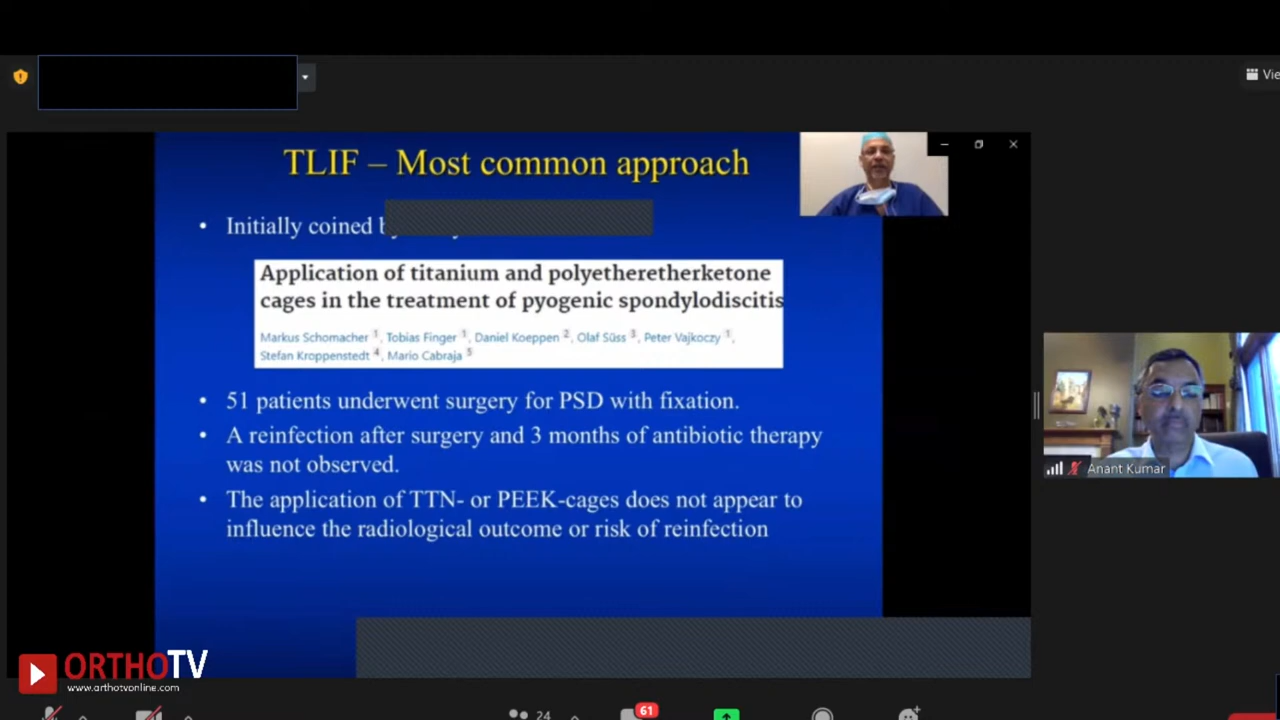 Vie
TLIF – Most common approach
• Initially coined
Application of titanium and polyetheretherketone
cages in the treatment of pyogenic spondylodiscitis
Markus Schomacher 1, Tobias Finger 1, Daniel Koeppen 2, Olaf Süss 3, Peter Vajkoczy 1,
Stefan Kroppenstedt 4, Mario Cabraja 5
• 51 patients underwent surgery for PSD with fixation.
• A reinfection after surgery and 3 months of antibiotic therapy
was not observed.
• The application of TTN- or PEEK-cages does not appear to
influence the radiological outcome or risk of reinfection
Anant Kumar
ORTHOTV
www.orthotvonline.com
24
61